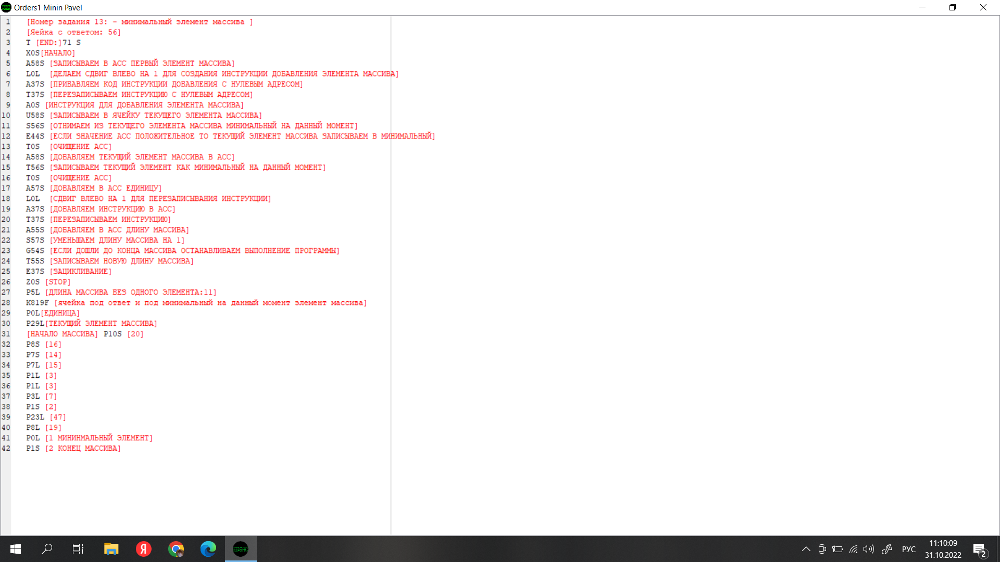 Orders1 Minin Pavel
1 [Номер задания 13: - минимальный элемент массива ]
2 [Яейка с ответом: 56]
3 T [END:]71 S
4 X0S[НАЧАЛО]
5 A58S [ЗАПИСЫВАЕМ В АСС ПЕРВЫЙ ЭЛЕМЕНТ МАССИВА]
6 L0L [ДЕЛАЕМ СДВИГ ВЛЕВО НА 1 ДЛЯ СОЗДАНИЯ ИНСТРУКЦИИ ДОБАВЛЕНИЯ ЭЛЕМЕНТА МАССИВА]
7 A37S [ПРИБАВЛЯЕМ КОД ИНСТРУКЦИИ ДОБАВЛЕНИЯ С НУЛЕВЫМ АДРЕСОМ]
8 T37S [ПЕРЕЗАПИСЫВАЕМ ИНСТРУКЦИЮ С НУЛЕВЫМ АДРЕСОМ]
9 A0S [ИНСТРУКЦИЯ ДЛЯ ДОБАВЛЕНИЯ ЭЛЕМЕНТА МАССИВА]
10 U58S [ЗАПИСЫВАЕМ В ЯЧЕЙКУ ТЕКУЩЕГО ЭЛЕМЕНТА МАССИВА]
11 S56S [ОТНИМАЕМ ИЗ ТЕКУЩЕГО ЭЛЕМЕНТА МАССИВА МИНИМАЛЬНЫЙ НА ДАННЫЙ МОМЕНТ]
12 E44S [ЕСЛИ ЗНАЧЕНИЕ АСС ПОЛОЖИТЕЛЬНОЕ ТО ТЕКУЩИЙ ЭЛЕМЕНТ МАССИВА ЗАПИСЫВАЕМ В МИНИМАЛЬНЫЙ]
13 T0S [ОЧИЩЕНИЕ АСС]
14 A58S [ДОБАВЛЯЕМ ТЕКУЩИЙ ЭЛЕМЕНТ МАССИВА В АСС]
15 T56S [ЗАПИСЫВАЕМ ТЕКУЩИЙ ЭЛЕМЕНТ КАК МИНИМАЛЬНЫЙ НА ДАННЫЙ МОМЕНТ]
16 T0S [ОЧИЩЕНИЕ АСС]
17 A57S [ДОБАВЛЯЕМ В АСС ЕДИНИЦУ]
18 L0L [СДВИГ ВЛЕВО НА 1 ДЛЯ ПЕРЕЗАПИСЫВАНИЯ ИНСТРУКЦИИ]
19 A37S [ДОБАВЛЯЕМ ИНСТРУКЦИЮ В АСС]
20 T37S [ПЕРЕЗАПИСЫВАЕМ ИНСТРУКЦИЮ]
21 A55S [ДОБАВЛЯЕМ В АСС ДЛИНУ МАССИВА]
22 S57S [УМЕНЬШАЕМ ДЛИНУ МАССИВА НА 1]
23 G54S [ЕСЛИ ДОШЛИ ДО КОНЦА МАССИВА ОСТАНАВЛИВАЕМ ВЫПОЛНЕНИЕ ПРОГРАММЫ]
24 T55S [ЗАПИСЫВАЕМ НОВУЮ ДЛИНУ МАССИВА]
25 E37S [ЗАЦИКЛИВАНИЕ]
26 Z0S [STOP]
27 P5L [ДЛИНА МАССИВА БЕЗ ОДНОГО ЭЛЕМЕНТА:11]
28 K819F [ячейка под ответ и под минимальный на данный момент элемент массива]
29 P0L[ЕДИНИЦА]
30 P29L[ТЕКУЩИЙ ЭЛЕМЕНТ МАССИВА]
31 [НАЧАЛО МАССИВА] P10S [20]
32 P8S [16]
33 P7S [14]
34 P7L [15]
35 P1L [3]
36 P1L [3]
37 P3L [7]
38 P1S [2]
39 P23L [47]
40 P8L [19]
41 P0L [1 МИНИНМАЛЬНЫЙ ЭЛЕМЕНТ]
42 P1S [2 КОНЕЦ МАССИВА]
РУС
11:10:09
31.10.2022
2